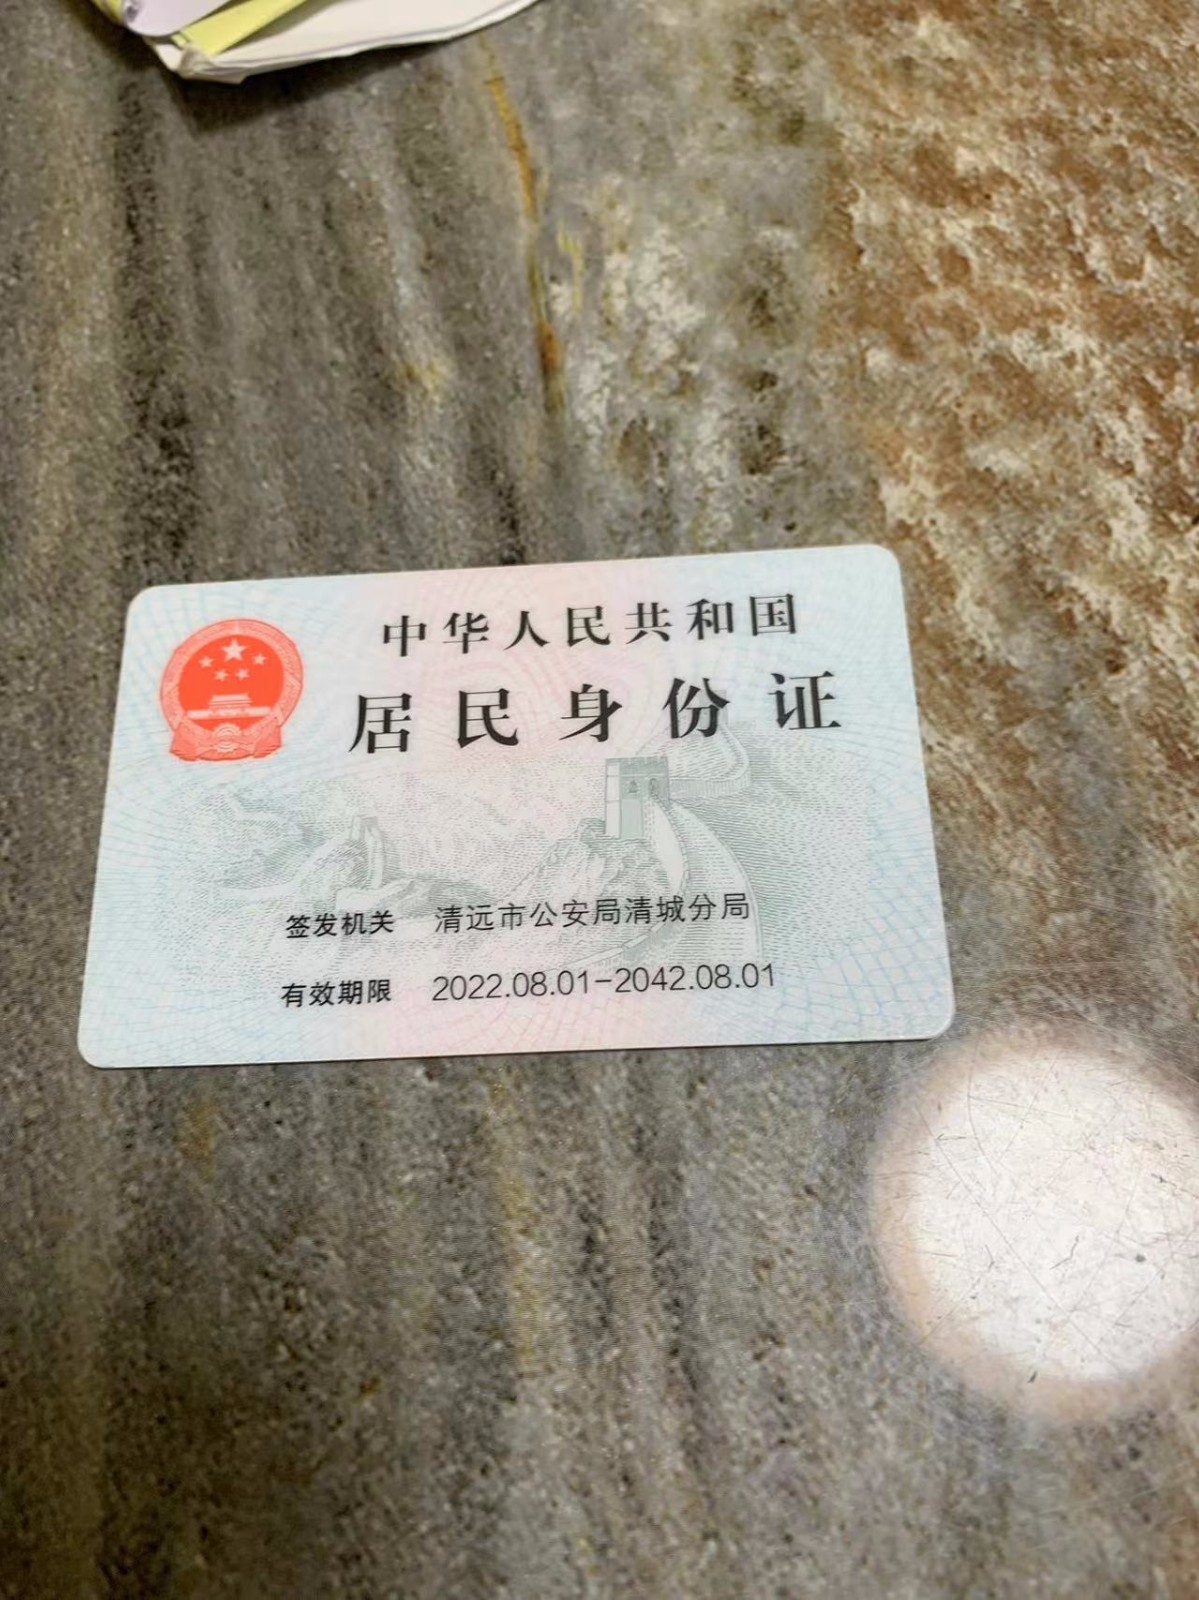 中华人民共和国
居民身份证
签发机关 清远市公安局清城分局
有效期限 2022.08.01-2042.08.01